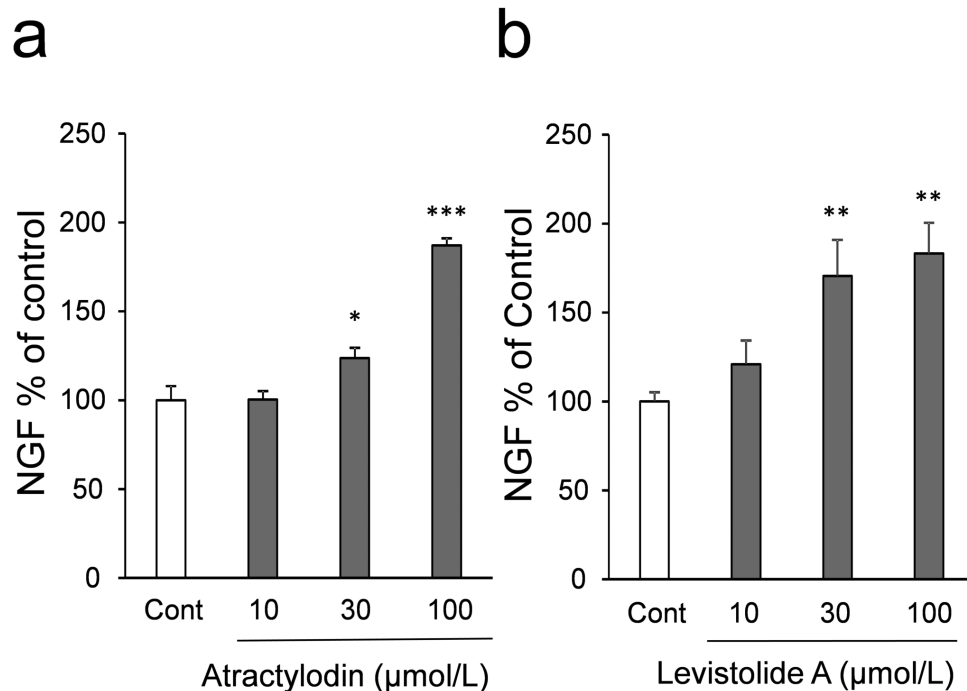 a
250
200
150
100
50
0
NGF % of control
*
***
Cont 10 30 100
Atractylodin (μmol/L)
b
250
200
150
100
50
0
NGF % of Control
**
**
Cont 10 30 100
Levistolide A (μmol/L)